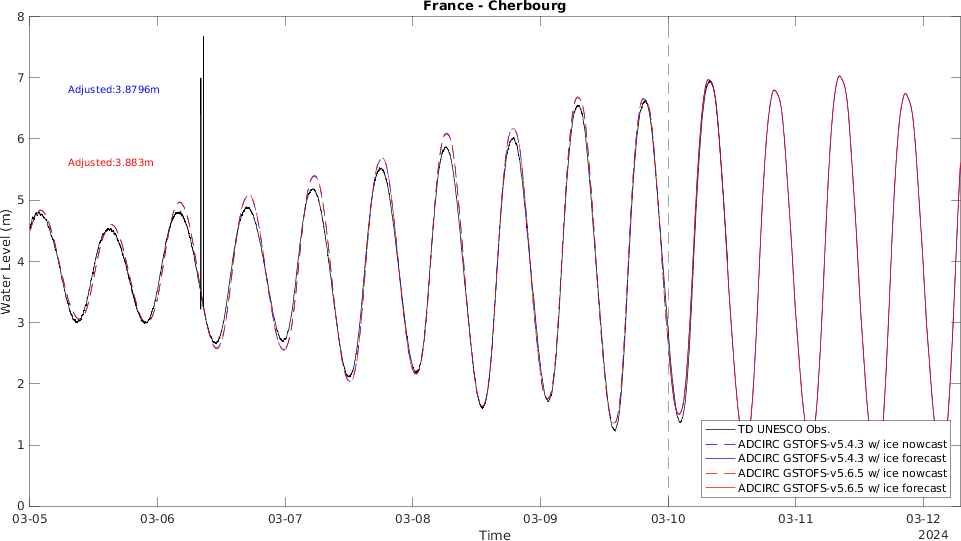 France - Cherbourg
8
7
6
5
4
3
2
1
0
Water Level (m)
Adjusted:3.8796m
Adjusted:3.883m
TD UNESCO Obs.
ADCIRC GSTOFS-v5.4.3 w/ ice nowcast
ADCIRC GSTOFS-v5.4.3 w/ ice forecast
ADCIRC GSTOFS-v5.6.5 w/ ice nowcast
ADCIRC GSTOFS-v5.6.5 w/ ice forecast
03-05 03-06 03-07 03-08 03-09 03-10 03-11 03-12
Time
2024